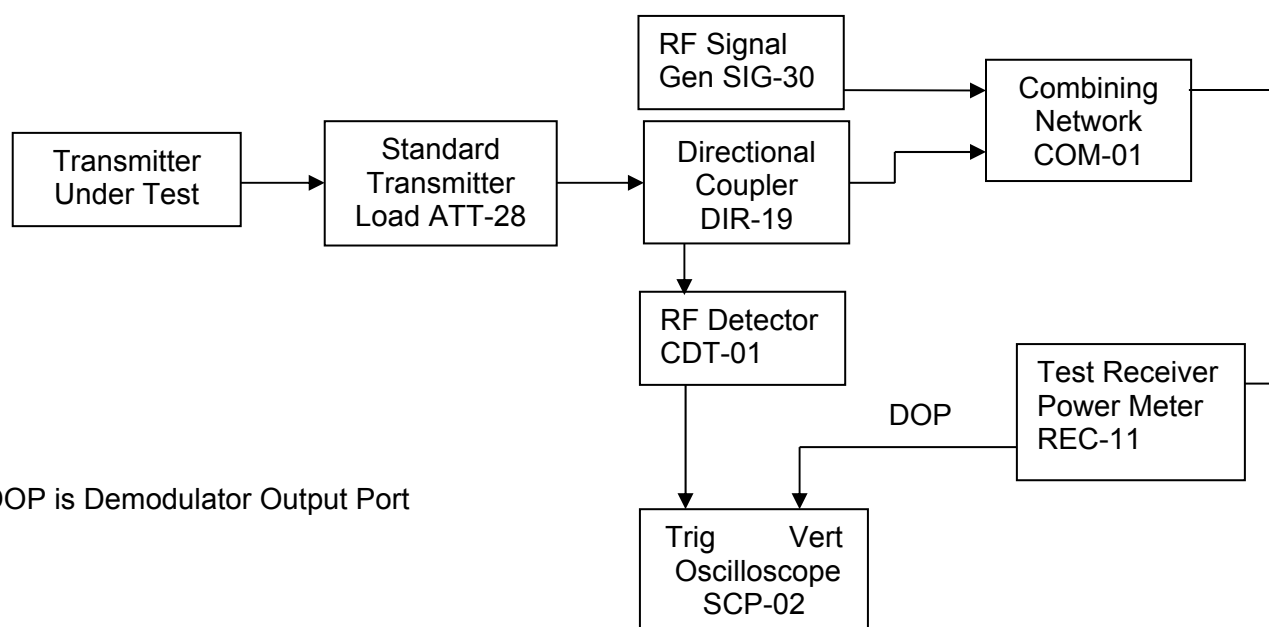 RF Signal
Gen SIG-30
Combining
Network
COM-01
Transmitter
Under Test
Standard
Transmitter
Load ATT-28
Directional
Coupler
DIR-19
RF Detector
CDT-01
Test Receiver
Power Meter
REC-11
DOP
DOP is Demodulator Output Port
Trig Vert
Oscilloscope
SCP-02